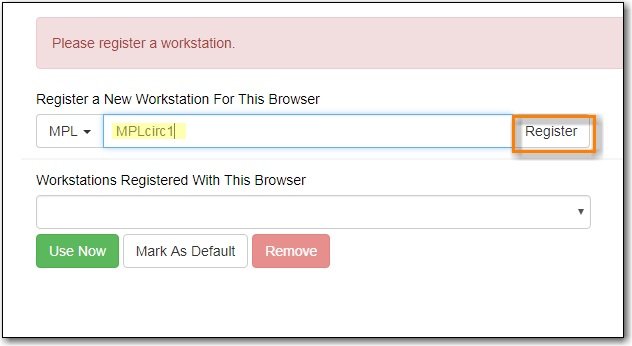 Please register a workstation.
Register a New Workstation For This Browser
MPL MPLcirc1 Register
Workstations Registered With This Browser
Use Now Mark As Default Remove